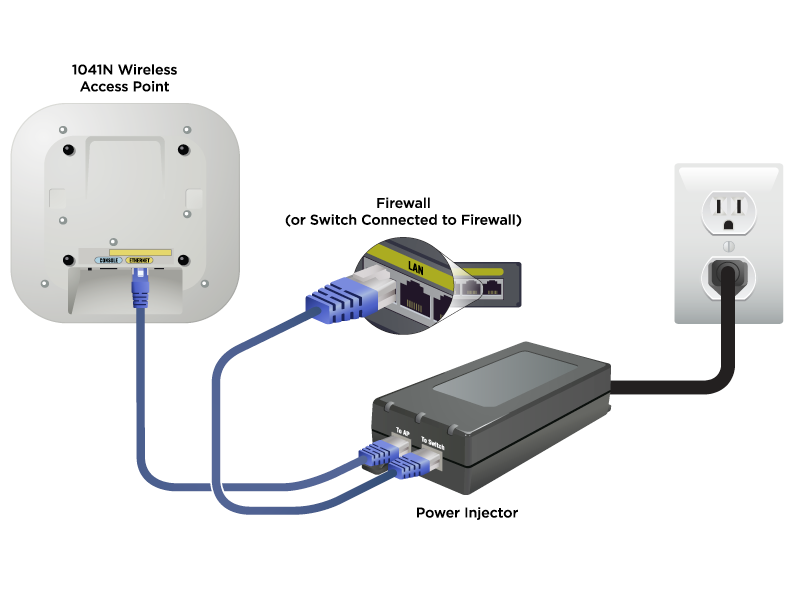 1041N Wireless
Access Point
CONSOLE
ETHERNET
Firewall
(or Switch Connected to Firewall)
LAN
To AP
To Switch
Power Injector